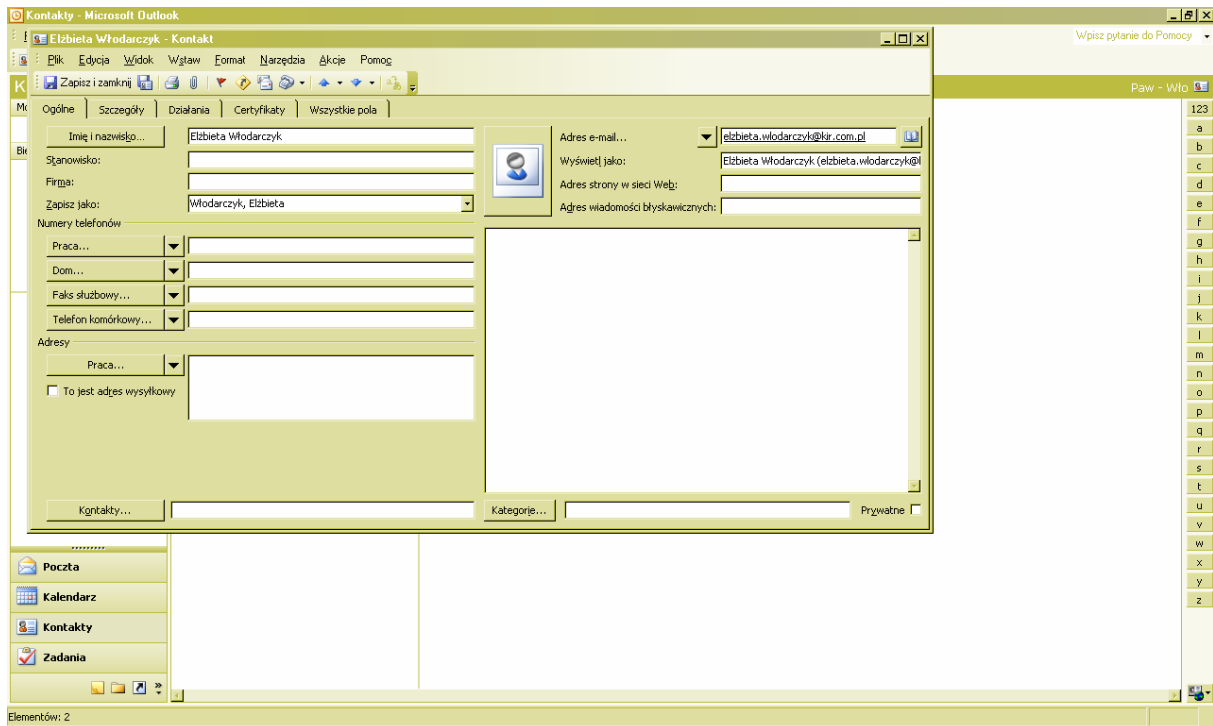 Kontakty - Microsoft Outlook
Wpisz pytanie do Pomocy
Elżbieta Włodarczyk - Kontakt
Plik Edycja Widok Wstaw Format Narzędzia Akcje Pomoc
Zapisz i zamknij
K
Paw - Wło
Ogólne Szczegóły Działania Certyfikaty Wszystkie pola
Imię i nazwisko... Elżbieta Włodarczyk
Stanowisko:
Firma:
Zapisz jako: Włodarczyk, Elżbieta
Adres e-mail... elzbieta.wlodarczyk@kir.com.pl
Wyświetl jako: Elżbieta Włodarczyk (elzbieta.wlodarczyk@k
Adres strony w sieci Web:
Adres wiadomości błyskawicznych:
Numery telefonów
Praca...
Dom...
Faks służbowy...
Telefon komórkowy...
Adresy
Praca...
To jest adres wysyłkowy
Kontakty...
Kategorie...
Prywatne
123
a
b
c
d
e
f
g
h
i
j
k
l
m
n
o
p
q
r
s
t
u
v
w
x
y
z
Poczta
Kalendarz
Kontakty
Zadania
Elementów: 2